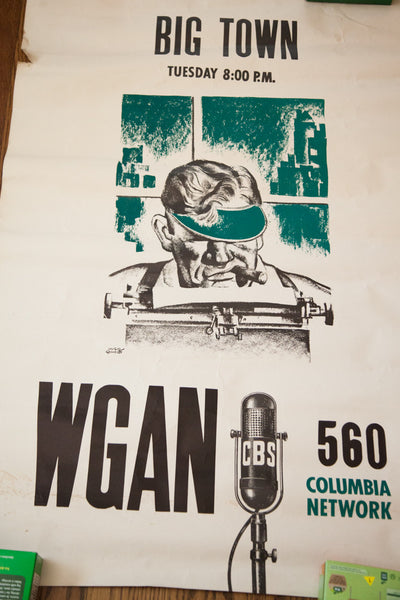 BIG TOWN
TUESDAY 8:00 P.M.
WGAN
CBS
560
COLUMBIA
NETWORK